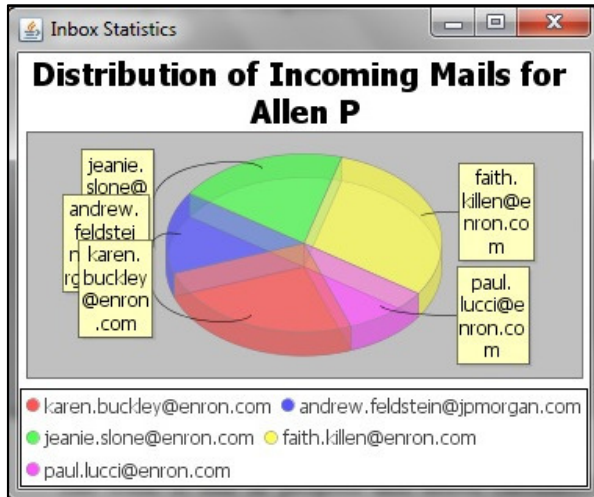 Inbox Statistics
Distribution of Incoming Mails for
Allen P
jeanie.
slone@
andrew.
feldstei
n
rg
karen.
buckley
@enron
.com
faith.
killen@e
nron.co
m
paul.
lucci@e
nron.co
m
karen.buckley@enron.com andrew.feldstein@jpmorgan.com
jeanie.slone@enron.com faith.killen@enron.com
paul.lucci@enron.com